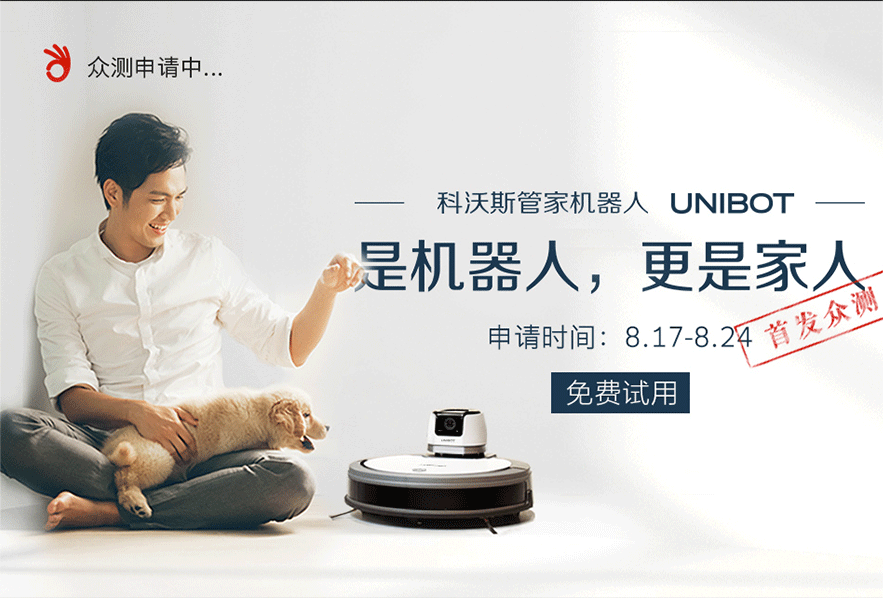 众测申请中...
科沃斯管家机器人 UNIBOT
是机器人，更是家人
申请时间：8.17-8.24
首发众测
免费试用
UNIBOT